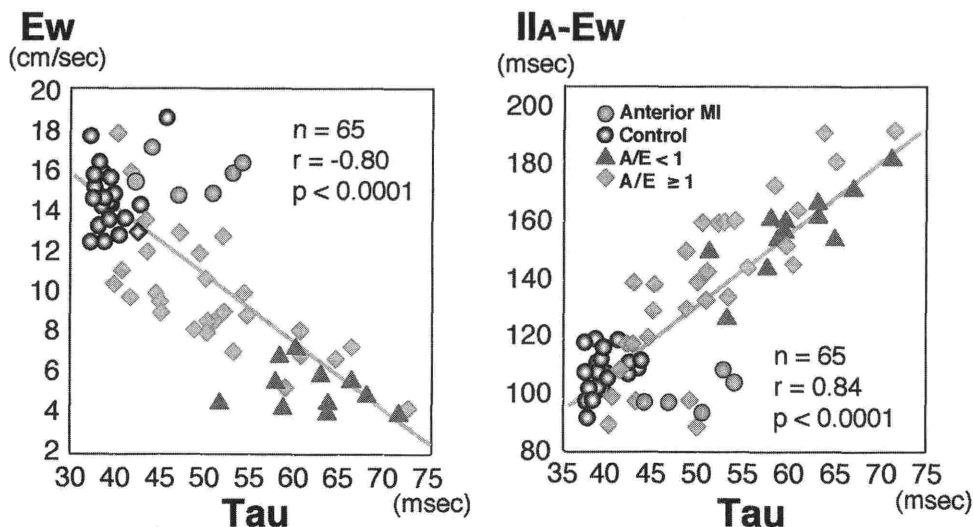 Ew
(cm/sec)
20
18
16
14
12
10
8
6
4
2
n = 65
r = -0.80
p < 0.0001
30 35 40 45 50 55 60 65 70 75
(msec)
Tau
IIA-Ew
(msec)
200
180
160
140
120
100
80
Anterior MI
Control
A/E < 1
A/E ≥ 1
n = 65
r = 0.84
p < 0.0001
35 40 45 50 55 60 65 70 75
(msec)
Tau